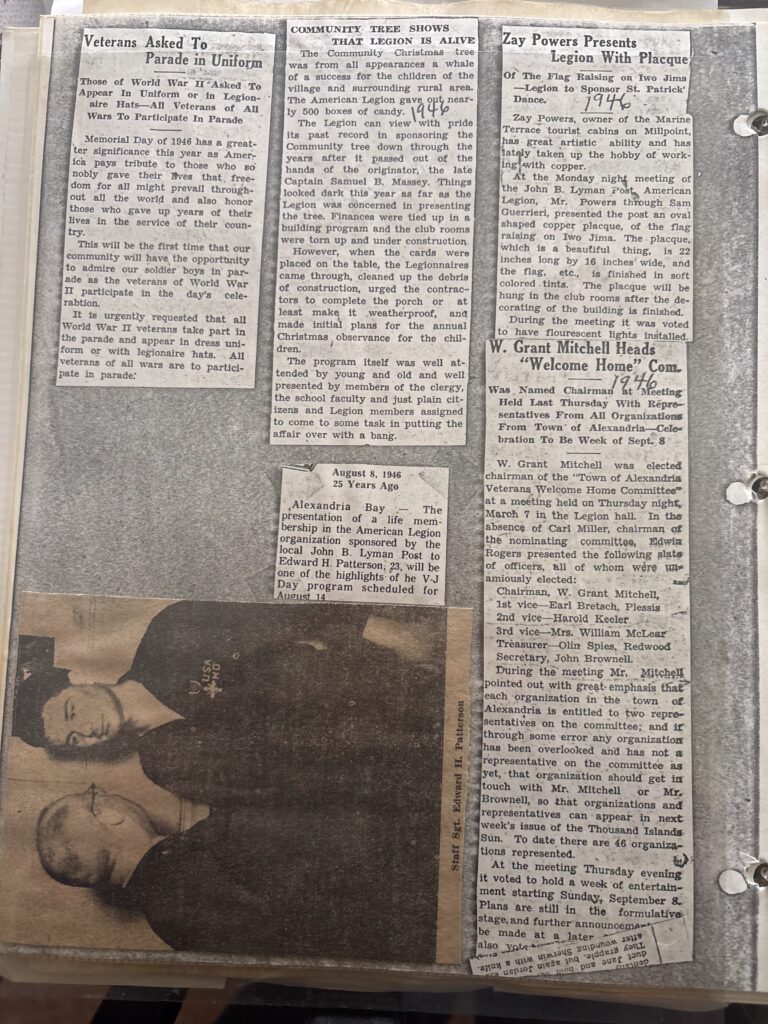 Veterans Asked To
Parade in Uniform
Those of World War II Asked To
Appear In Uniform or in Legion-
aire Hats—All Veterans of All
Wars To Participate In Parade
Memorial Day of 1946 has a grea-
ter significance this year as Amer-
ica pays tribute to those who so
nobly gave their lives that free-
dom for all might prevail through-
out all the world and also honor
those who gave up years of their
lives in the service of their coun-
try.
This will be the first time that our
community will have the opportunity
to admire our soldier boys in par-
ade as the veterans of World War
II participate in the day's cele-
rabtion.
It is urgently requested that all
World War II veterans take part in
the parade and appear in dress uni-
form or with legionaire hats. All
veterans of all wars are to partici-
pate in parade.
COMMUNITY TREE SHOWS
THAT LEGION IS ALIVE
The Community Christmas tree
was from all appearances a whale
of a success for the children of the
village and surrounding rural area.
The American Legion gave out near-
ly 500 boxes of candy. 1946
The Legion can view with pride
its past record in sponsoring the
Community tree down through the
years after it passed out of the
hands of the originator, the late
Captain Samuel B. Massey. Things
looked dark this year as far as the
Legion was concerned in presenting
the tree. Finances were tied up in a
building program and the club rooms
were torn up and under construction.
However, when the cards were
placed on the table, the Legionnaires
came through, cleaned up the debris
of construction, urged the contrac-
tors to complete the porch or at
least make it weatherproof, and
made initial plans for the annual
Christmas observance for the chil-
dren.
The program itself was well at-
tended by young and old and well
presented by members of the clergy,
the school faculty and just plain cit-
izens and Legion members assigned
to come to some task in putting the
affair over with a bang.
August 8, 1946
25 Years Ago
Alexandria Bay — The
presentation of a life mem-
bership in the American Legion
organization sponsored by the
local John B. Lyman Post to
Edward H. Patterson, 23, will be
one of the highlights of he V-J
Day program scheduled for
August 14
USA
MD
Staff Sgt. Edward H. Patterson
Zay Powers Presents
Legion With Placque
Of The Flag Raising on Iwo Jima
—Legion to Sponsor St. Patrick'
Dance. 1946
Zay Powers, owner of the Marine
Terrace tourist cabins on Millpoint,
has great artistic ability and has
lately taken up the hobby of work-
ing with copper.
At the Monday night meeting of
the John B. Lyman Post, American
Legion, Mr. Powers through Sam
Guerrieri, presented the post an oval
shaped copper placque, of the flag
raising on Iwo Jima. The placque,
which is a beautiful thing, is 22
inches long by 16 inches wide, and
the flag, etc., is finished in soft
colored tints. The placque will be
hung in the club rooms after the de-
corating of the building is finished.
During the meeting it was voted
to have flourescent lights installed
W. Grant Mitchell Heads
"Welcome Home" Com.
1946
Was Named Chairman at Meeting
Held Last Thursday With Repre-
sentatives From All Organizations
From Town of Alexandria—Cele-
bration To Be Week of Sept. 8
W. Grant Mitchell was elected
chairman of the "Town of Alexandria
Veterans Welcome Home Committee"
at a meeting held on Thursday night,
March 7 in the Legion hall. In the
absence of Carl Miller, chairman of
the nominating committee, Edwin
Rogers presented the following slate
of officers, all of whom were un-
amiously elected:
Chairman, W. Grant Mitchell,
1st vice—Earl Bretsch, Plessis
2nd vice—Harold Keeler
3rd vice—Mrs. William McLear
Treasurer—Olin Spies, Redwood
Secretary, John Brownell.
During the meeting Mr. Mitchell
pointed out with great emphasis that
each organization in the town of
Alexandria is entitled to two repre-
sentatives on the committee; and if
through some error any organization
has been overlooked and has not a
representative on the committee as
yet, that organization should get in
touch with Mr. Mitchell or Mr.
Brownell, so that organizations and
representatives can appear in next
week's issue of the Thousand Islands
Sun. To date there are 46 organiza-
tions represented.
At the meeting Thursday evening
it voted to hold a week of entertain-
ment starting Sunday, September 8.
Plans are still in the formulative
stage, and further
be made at a later
also
They grapple, but again Jordan
after wounding Sherwin with a knife.